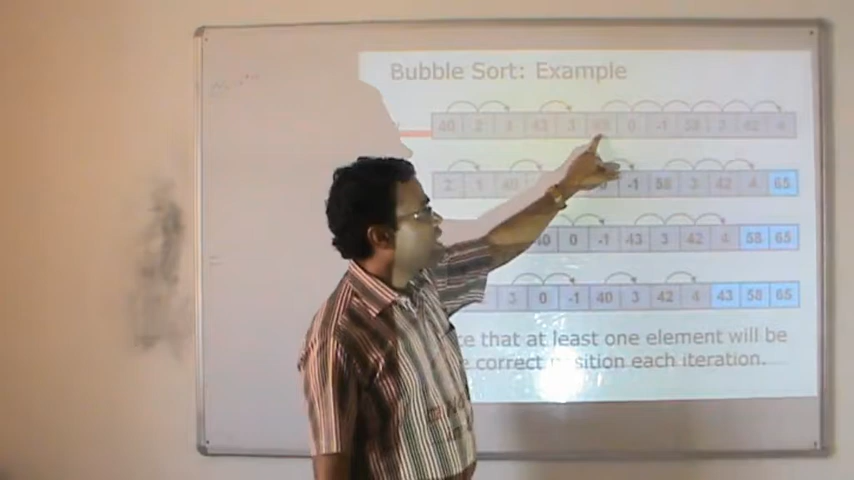 Bubble Sort: Example
40 2 1 43 3 65 0 -1 58 3 42 4
2 1 40 -1 58 3 42 4 65
40 0 -1 43 3 42 4 58 65
3 0 -1 40 3 42 4 43 58 65
te that at least one element will be
e correct position each iteration.